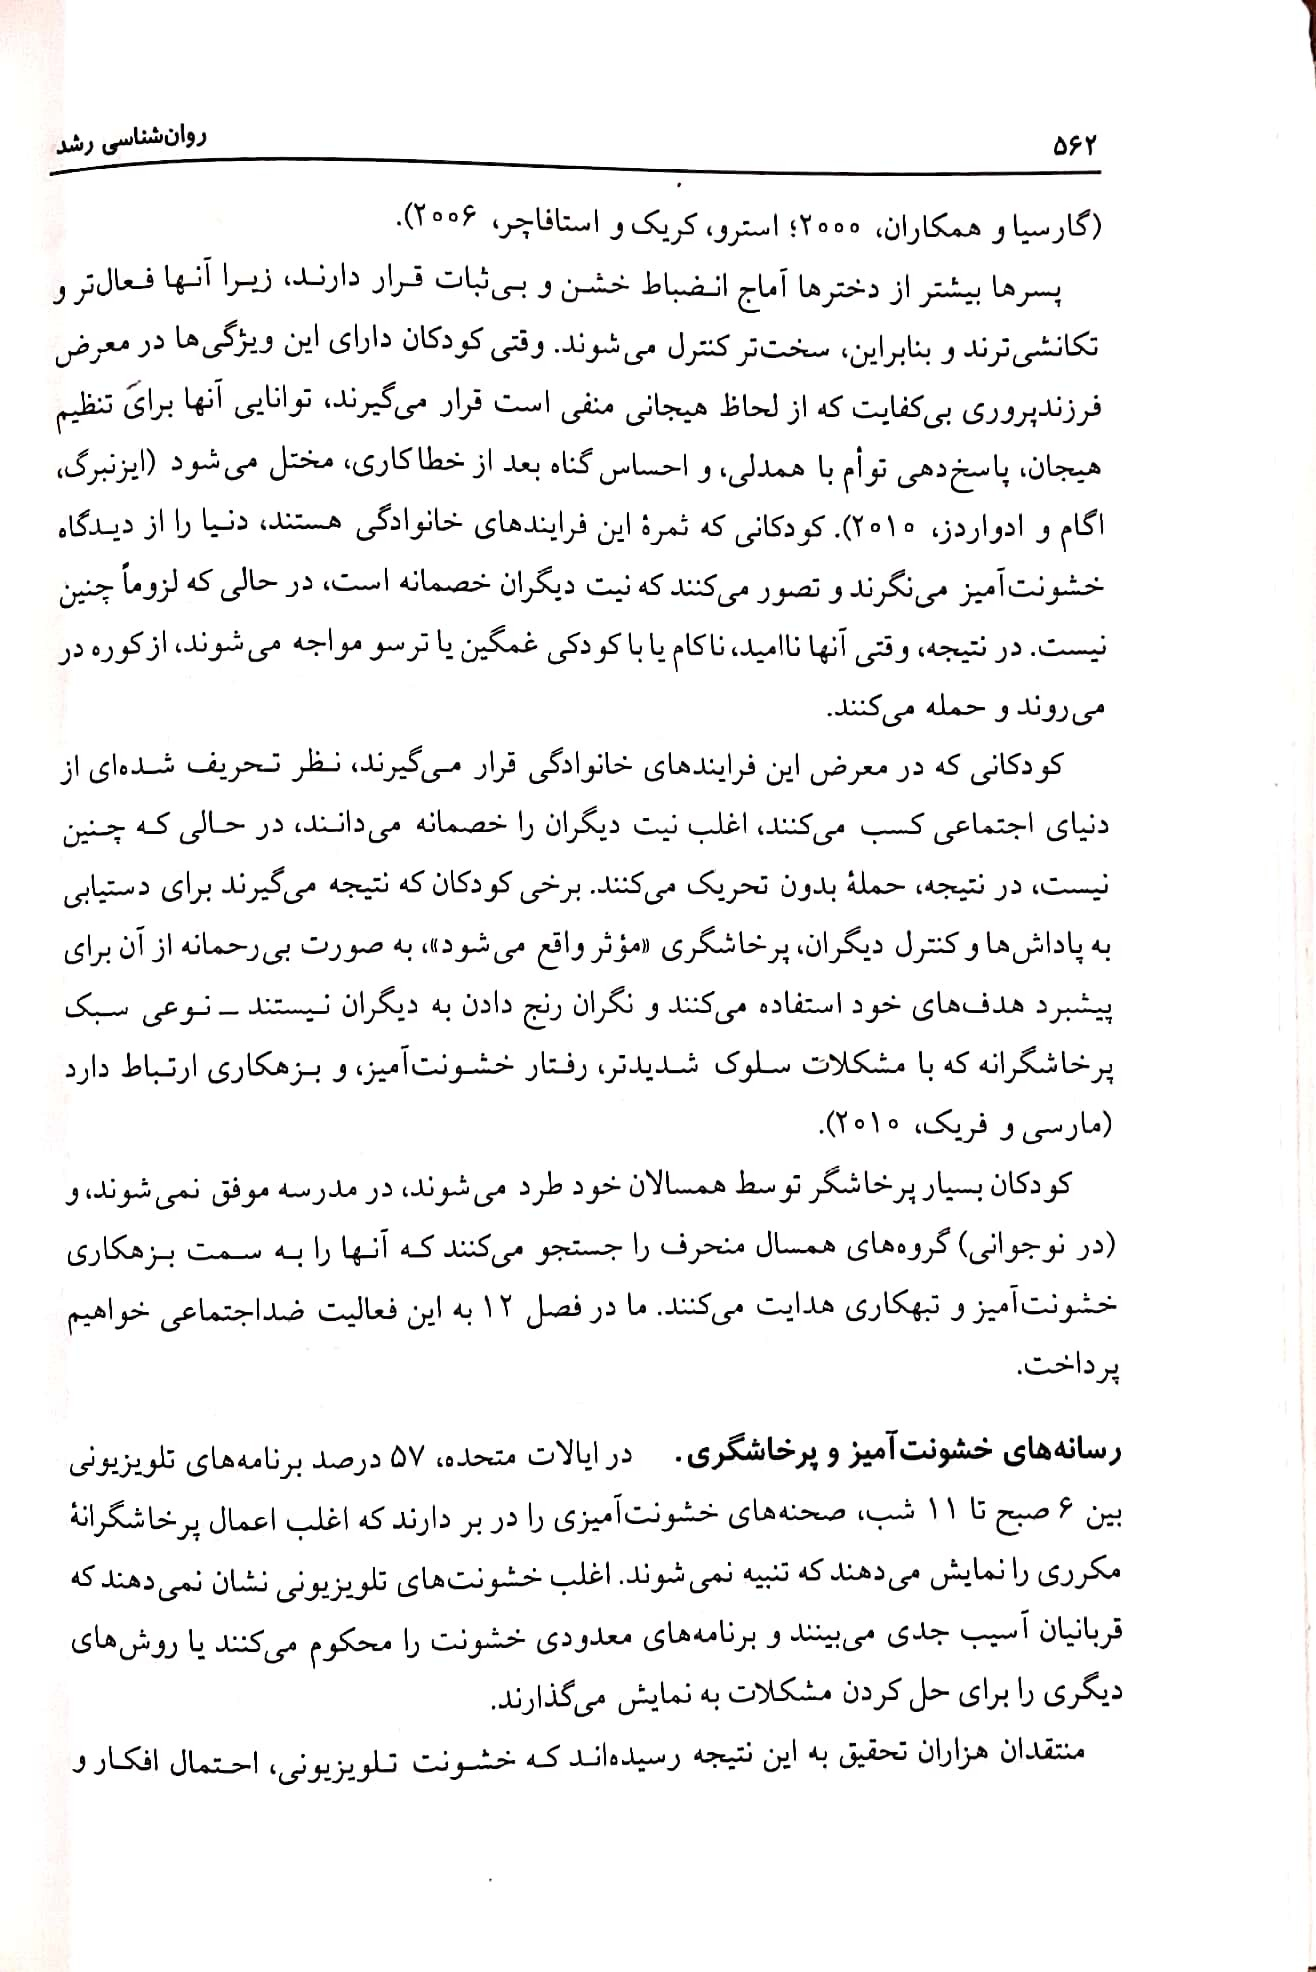 ۵۶۲ روان‌شناسی رشد
(گارسیا و همکاران، ۲۰۰۰؛ استرو، کریک و استافاچر، ۲۰۰۶).
پسرها بیشتر از دخترها آماج انضباط خشن و بی‌ثبات قرار دارند، زیرا آنها فعال‌تر و
تکانشی‌ترند و بنابراین، سخت‌تر کنترل می‌شوند. وقتی کودکان دارای این ویژگی‌ها در معرض
فرزندپروری بی‌کفایت که از لحاظ هیجانی منفی است قرار می‌گیرند، توانایی آنها برای تنظیم
هیجان، پاسخ‌دهی توأم با همدلی، و احساس گناه بعد از خطاکاری، مختل می‌شود (ایزنبرگ،
اگام و ادواردز، ۲۰۱۰). کودکانی که ثمرهٔ این فرایندهای خانوادگی هستند، دنیا را از دیدگاه
خشونت‌آمیز می‌نگرند و تصور می‌کنند که نیت دیگران خصمانه است، در حالی که لزوماً چنین
نیست. در نتیجه، وقتی آنها ناامید، ناکام یا با کودکی غمگین یا ترسو مواجه می‌شوند، از کوره در
می‌روند و حمله می‌کنند.
کودکانی که در معرض این فرایندهای خانوادگی قرار می‌گیرند، نظر تحریف شده‌ای از
دنیای اجتماعی کسب می‌کنند، اغلب نیت دیگران را خصمانه می‌دانند، در حالی که چنین
نیست، در نتیجه، حملهٔ بدون تحریک می‌کنند. برخی کودکان که نتیجه می‌گیرند برای دستیابی
به پاداش‌ها و کنترل دیگران، پرخاشگری «مؤثر واقع می‌شود»، به صورت بی‌رحمانه از آن برای
پیشبرد هدف‌های خود استفاده می‌کنند و نگران رنج دادن به دیگران نیستند ـ نوعی سبک
پرخاشگرانه که با مشکلات سلوک شدیدتر، رفتار خشونت‌آمیز، و بزهکاری ارتباط دارد
(مارسی و فریک، ۲۰۱۰).
کودکان بسیار پرخاشگر توسط همسالان خود طرد می‌شوند، در مدرسه موفق نمی‌شوند، و
(در نوجوانی) گروه‌های همسال منحرف را جستجو می‌کنند که آنها را به سمت بزهکاری
خشونت‌آمیز و تبهکاری هدایت می‌کنند. ما در فصل ۱۲ به این فعالیت ضداجتماعی خواهیم
پرداخت.
رسانه‌های خشونت‌آمیز و پرخاشگری. در ایالات متحده، ۵۷ درصد برنامه‌های تلویزیونی
بین ۶ صبح تا ۱۱ شب، صحنه‌های خشونت‌آمیزی را در بر دارند که اغلب اعمال پرخاشگرانهٔ
مکرری را نمایش می‌دهند که تنبیه نمی‌شوند. اغلب خشونت‌های تلویزیونی نشان نمی‌دهند که
قربانیان آسیب جدی می‌بینند و برنامه‌های معدودی خشونت را محکوم می‌کنند یا روش‌های
دیگری را برای حل کردن مشکلات به نمایش می‌گذارند.
منتقدان هزاران تحقیق به این نتیجه رسیده‌اند که خشونت تلویزیونی، احتمال افکار و